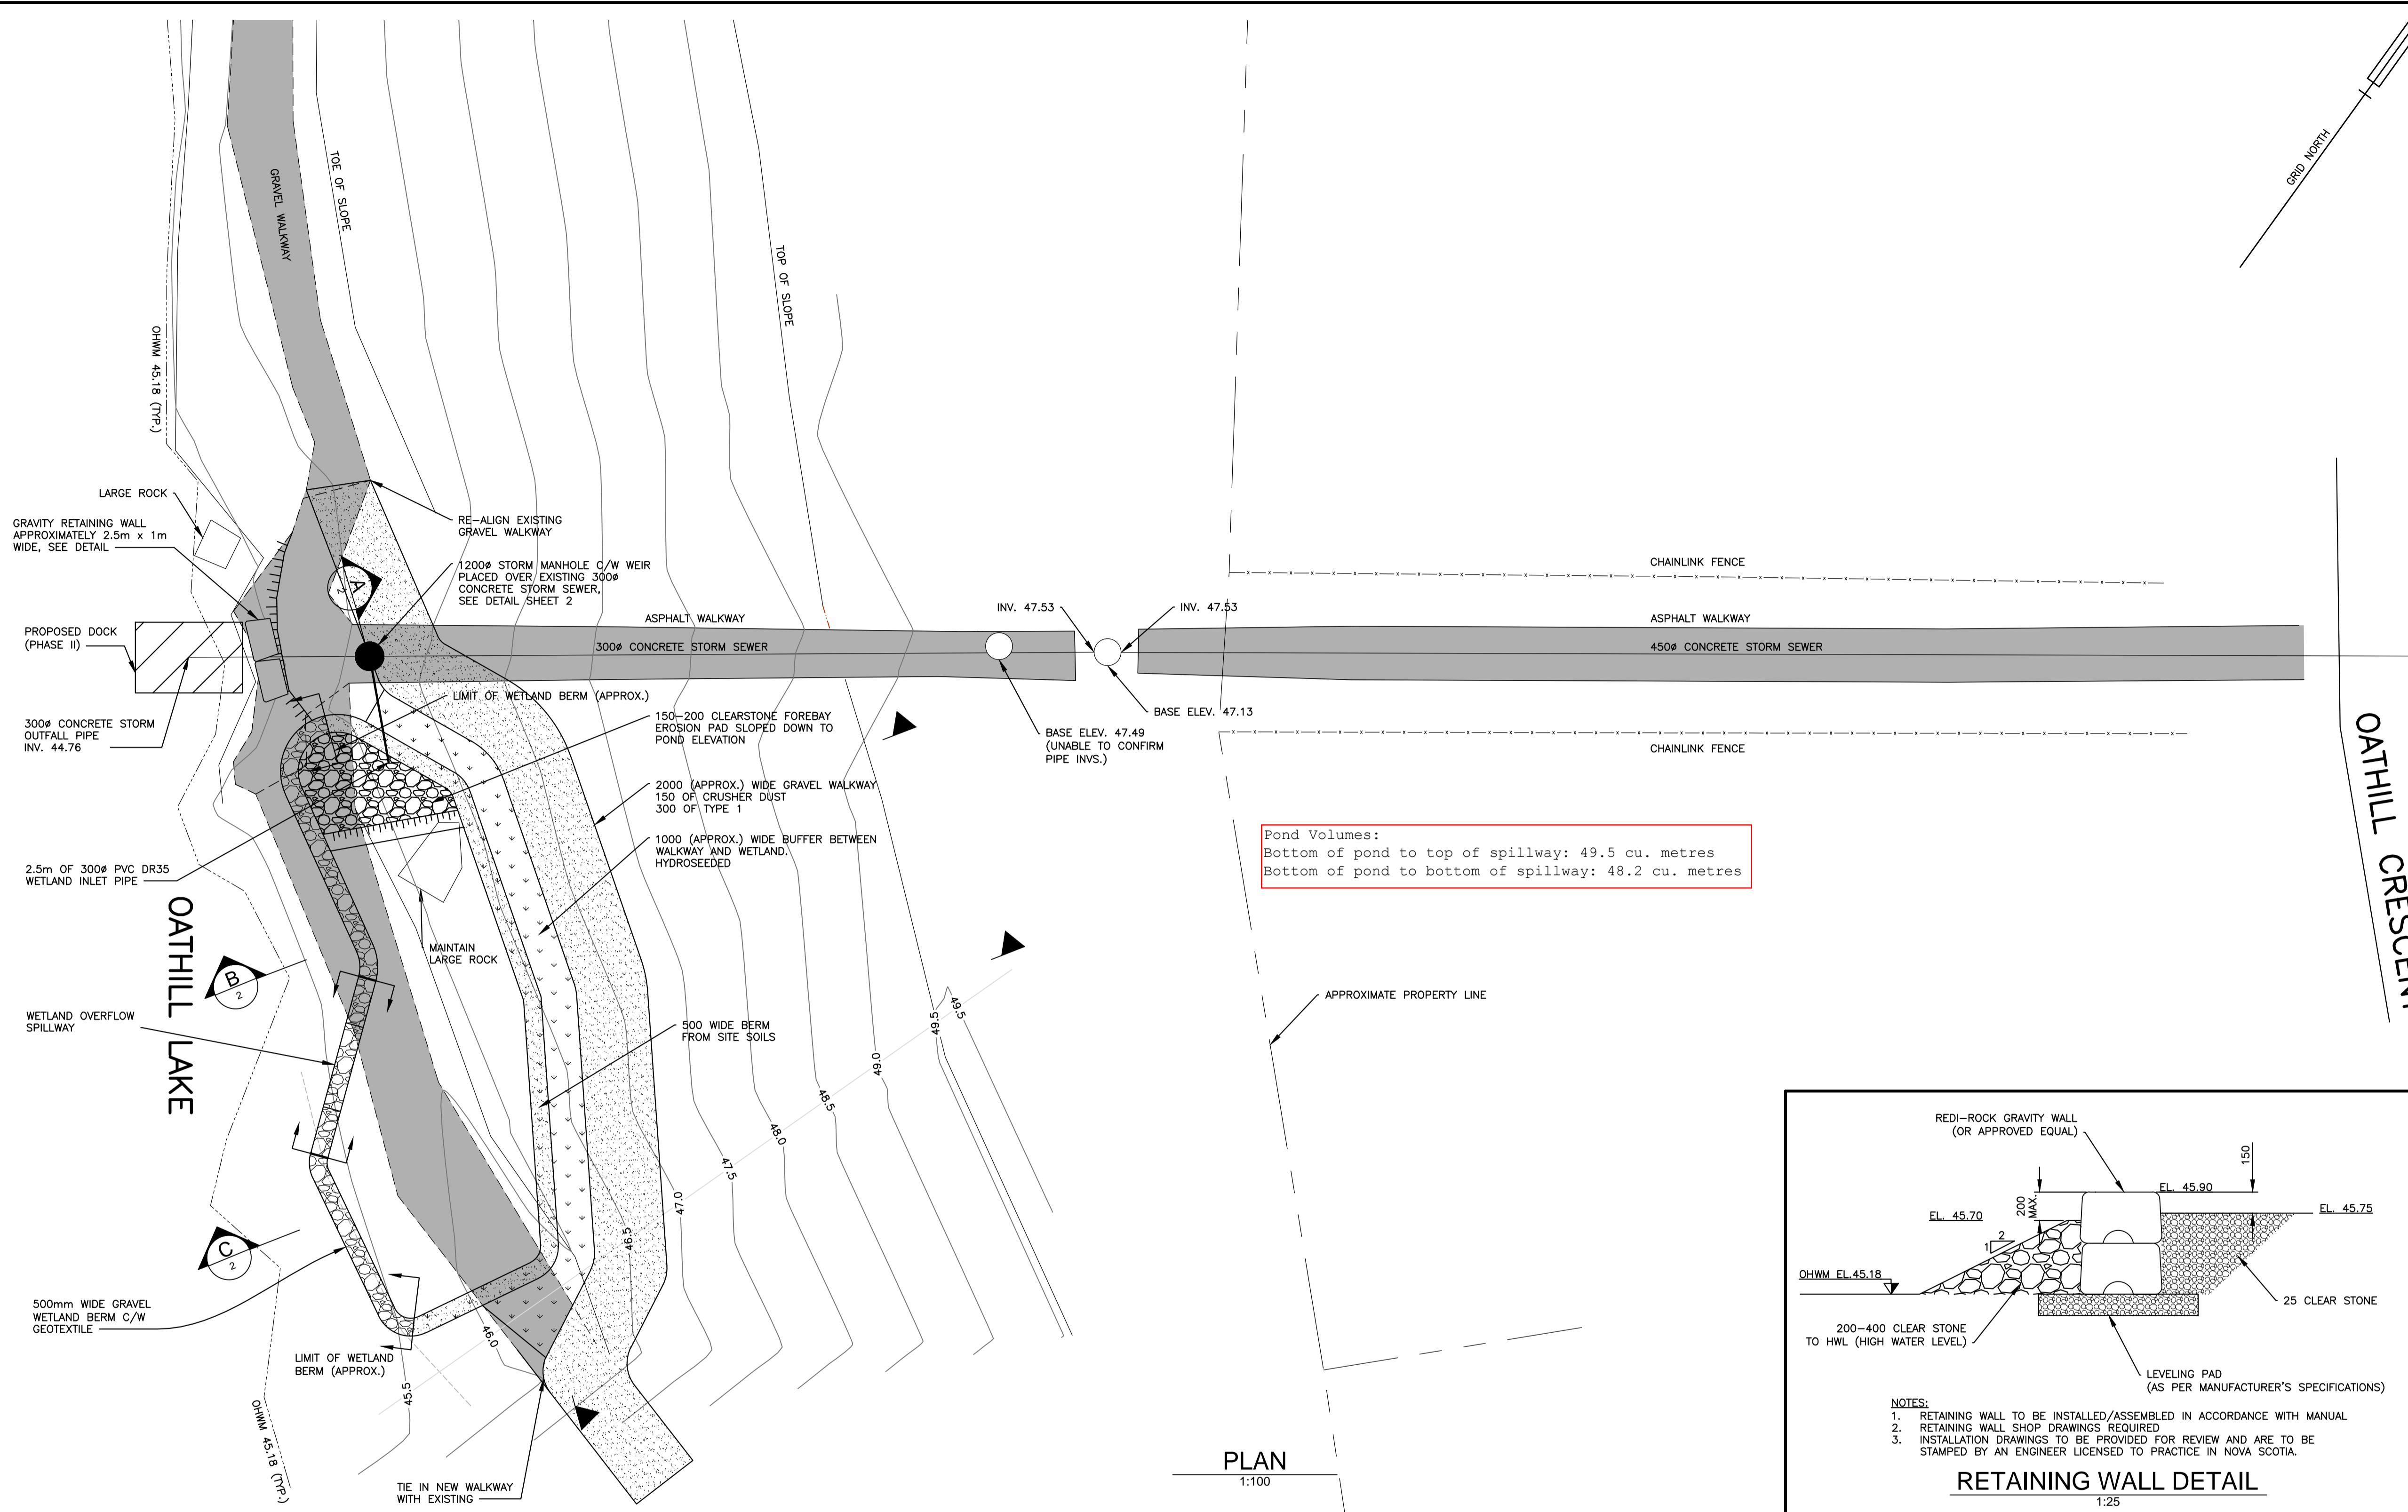 GRID NORTH
GRAVEL WALKWAY
TOE OF SLOPE
TOP OF SLOPE
OHWM 45.18 (TYP.)
LARGE ROCK
GRAVITY RETAINING WALL
APPROXIMATELY 2.5m x 1m
WIDE, SEE DETAIL
RE-ALIGN EXISTING
GRAVEL WALKWAY
1200ø STORM MANHOLE C/W WEIR
PLACED OVER EXISTING 300ø
CONCRETE STORM SEWER,
SEE DETAIL SHEET 2
A
2
PROPOSED DOCK
(PHASE II)
ASPHALT WALKWAY
300ø CONCRETE STORM SEWER
INV. 47.53
INV. 47.53
CHAINLINK FENCE
ASPHALT WALKWAY
450ø CONCRETE STORM SEWER
CHAINLINK FENCE
BASE ELEV. 47.13
BASE ELEV. 47.49
(UNABLE TO CONFIRM
PIPE INVS.)
300ø CONCRETE STORM
OUTFALL PIPE
INV. 44.76
LIMIT OF WETLAND BERM (APPROX.)
150-200 CLEARSTONE FOREBAY
EROSION PAD SLOPED DOWN TO
POND ELEVATION
2000 (APPROX.) WIDE GRAVEL WALKWAY
150 OF CRUSHER DUST
300 OF TYPE 1
1000 (APPROX.) WIDE BUFFER BETWEEN
WALKWAY AND WETLAND.
HYDROSEEDED
2.5m OF 300ø PVC DR35
WETLAND INLET PIPE
Pond Volumes:
Bottom of pond to top of spillway: 49.5 cu. metres
Bottom of pond to bottom of spillway: 48.2 cu. metres
OATHILL CRESCENT
OATHILL LAKE
MAINTAIN
LARGE ROCK
B
2
WETLAND OVERFLOW
SPILLWAY
500 WIDE BERM
FROM SITE SOILS
APPROXIMATE PROPERTY LINE
49.5
49.5
49.0
48.5
48.0
47.5
47.0
46.5
46.0
45.5
C
2
500mm WIDE GRAVEL
WETLAND BERM C/W
GEOTEXTILE
LIMIT OF WETLAND
BERM (APPROX.)
OHWM 45.18 (TYP.)
TIE IN NEW WALKWAY
WITH EXISTING
PLAN
1:100
REDI-ROCK GRAVITY WALL
(OR APPROVED EQUAL)
150
200
MAX.
EL. 45.90
EL. 45.75
EL. 45.70
2
1
OHWM EL.45.18
25 CLEAR STONE
200-400 CLEAR STONE
TO HWL (HIGH WATER LEVEL)
LEVELING PAD
(AS PER MANUFACTURER'S SPECIFICATIONS)
NOTES:
1. RETAINING WALL TO BE INSTALLED/ASSEMBLED IN ACCORDANCE WITH MANUAL
2. RETAINING WALL SHOP DRAWINGS REQUIRED
3. INSTALLATION DRAWINGS TO BE PROVIDED FOR REVIEW AND ARE TO BE
STAMPED BY AN ENGINEER LICENSED TO PRACTICE IN NOVA SCOTIA.
RETAINING WALL DETAIL
1:25